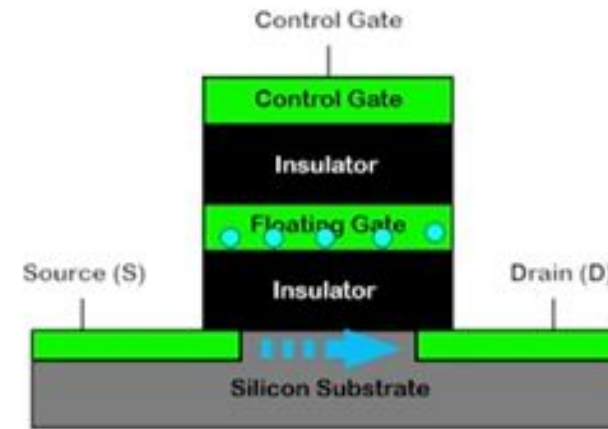 Control Gate
Control Gate
Insulator
Floating Gate
Source (S)
Drain (D)
Insulator
Silicon Substrate